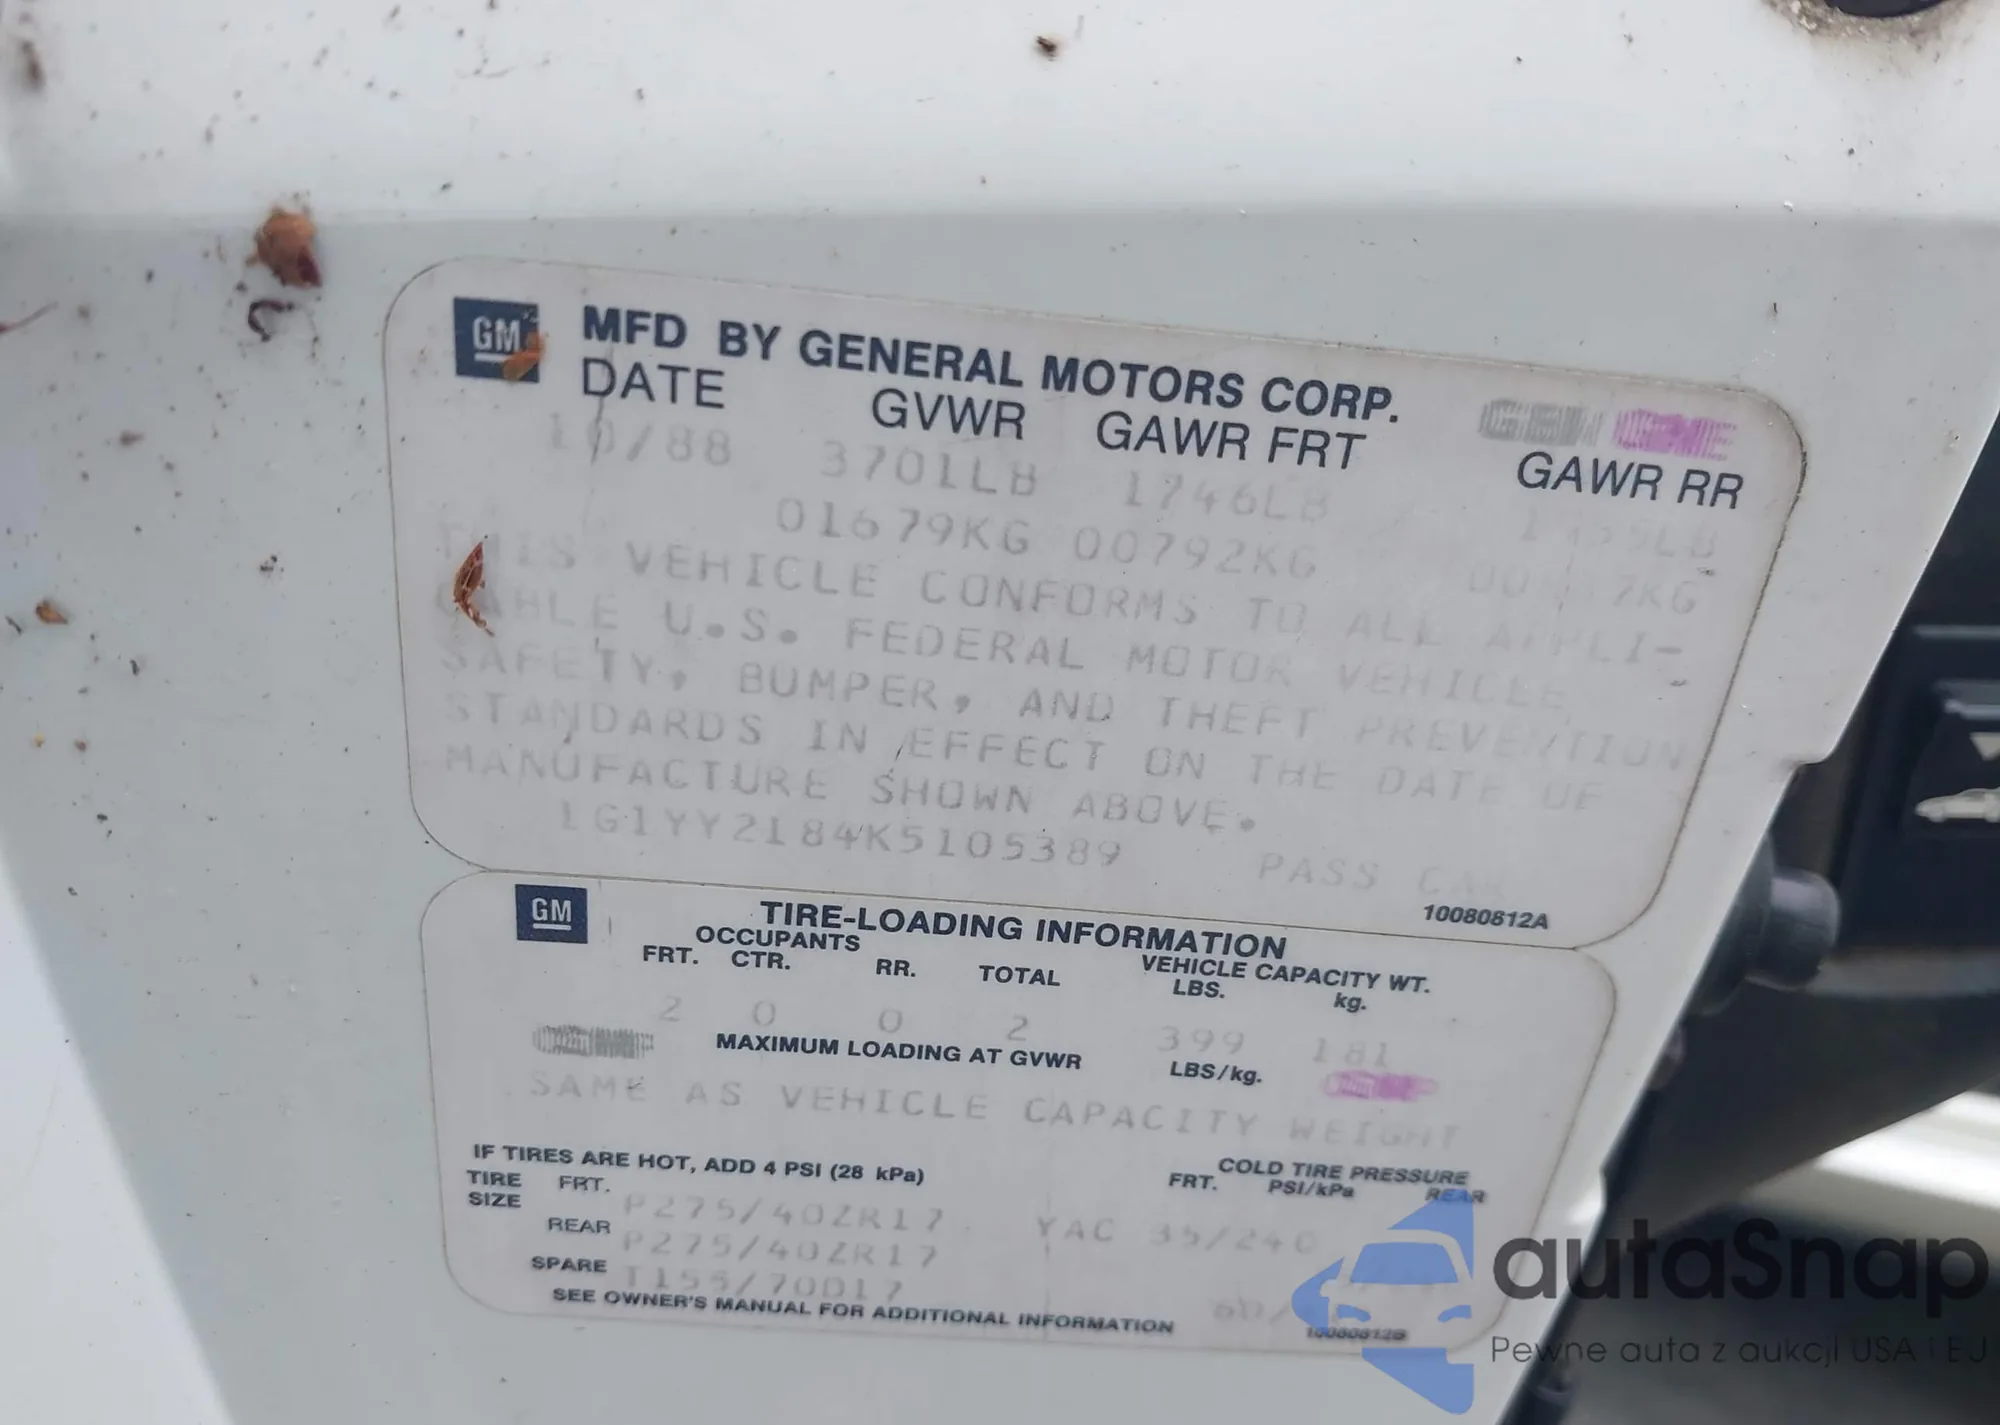 GM MFD BY GENERAL MOTORS CORP.
DATE GVWR GAWR FRT GAWR RR
10/88 3701LB 1746LB
01679KG 00792KG
THIS VEHICLE CONFORMS TO ALL APPLI-
CABLE U.S. FEDERAL MOTOR VEHICLE
SAFETY, BUMPER, AND THEFT PREVENTION
STANDARDS IN EFFECT ON THE DATE OF
MANUFACTURE SHOWN ABOVE.
1G1YY2184K5105389 PASS CAR
10080812A
GM TIRE-LOADING INFORMATION
OCCUPANTS VEHICLE CAPACITY WT.
FRT. CTR. RR. TOTAL LBS. kg.
2 0 0 2 399 181
MAXIMUM LOADING AT GVWR LBS/kg.
SAME AS VEHICLE CAPACITY WEIGHT
IF TIRES ARE HOT, ADD 4 PSI (28 kPa) COLD TIRE PRESSURE
TIRE SIZE FRT. FRT. PSI/kPa REAR
P275/40ZR17 YAC 35/240
REAR P275/40ZR17
SPARE T155/70D17
SEE OWNER'S MANUAL FOR ADDITIONAL INFORMATION
10080812B
autaSnap
Pewne auta z aukcji USA i EU